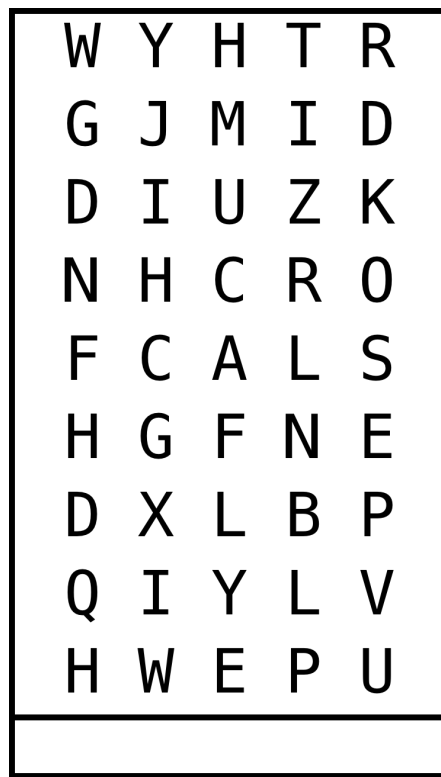 W Y H T R
G J M I D
D I U Z K
N H C R O
F C A L S
H G F N E
D X L B P
Q I Y L V
H W E P U